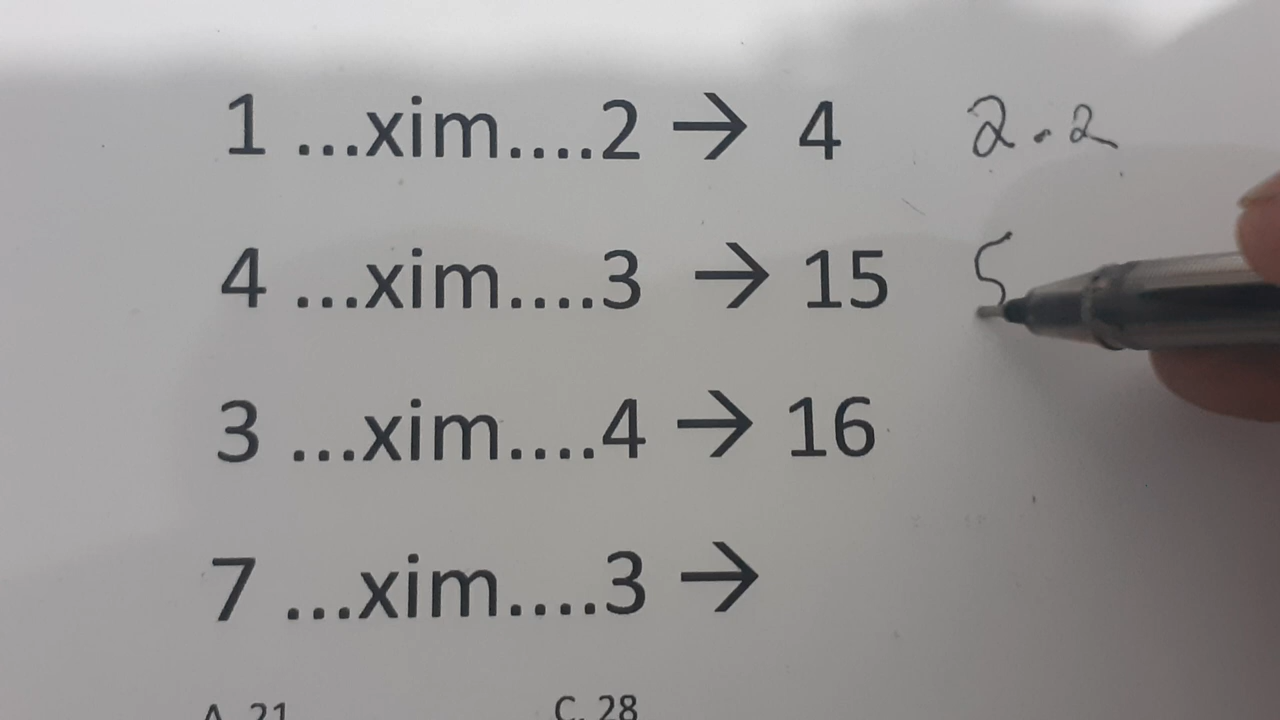 1 ...xim....2 → 4 2.2
4 ...xim....3 → 15 5
3 ...xim....4 → 16
7 ...xim....3 →
A. 21 C. 28